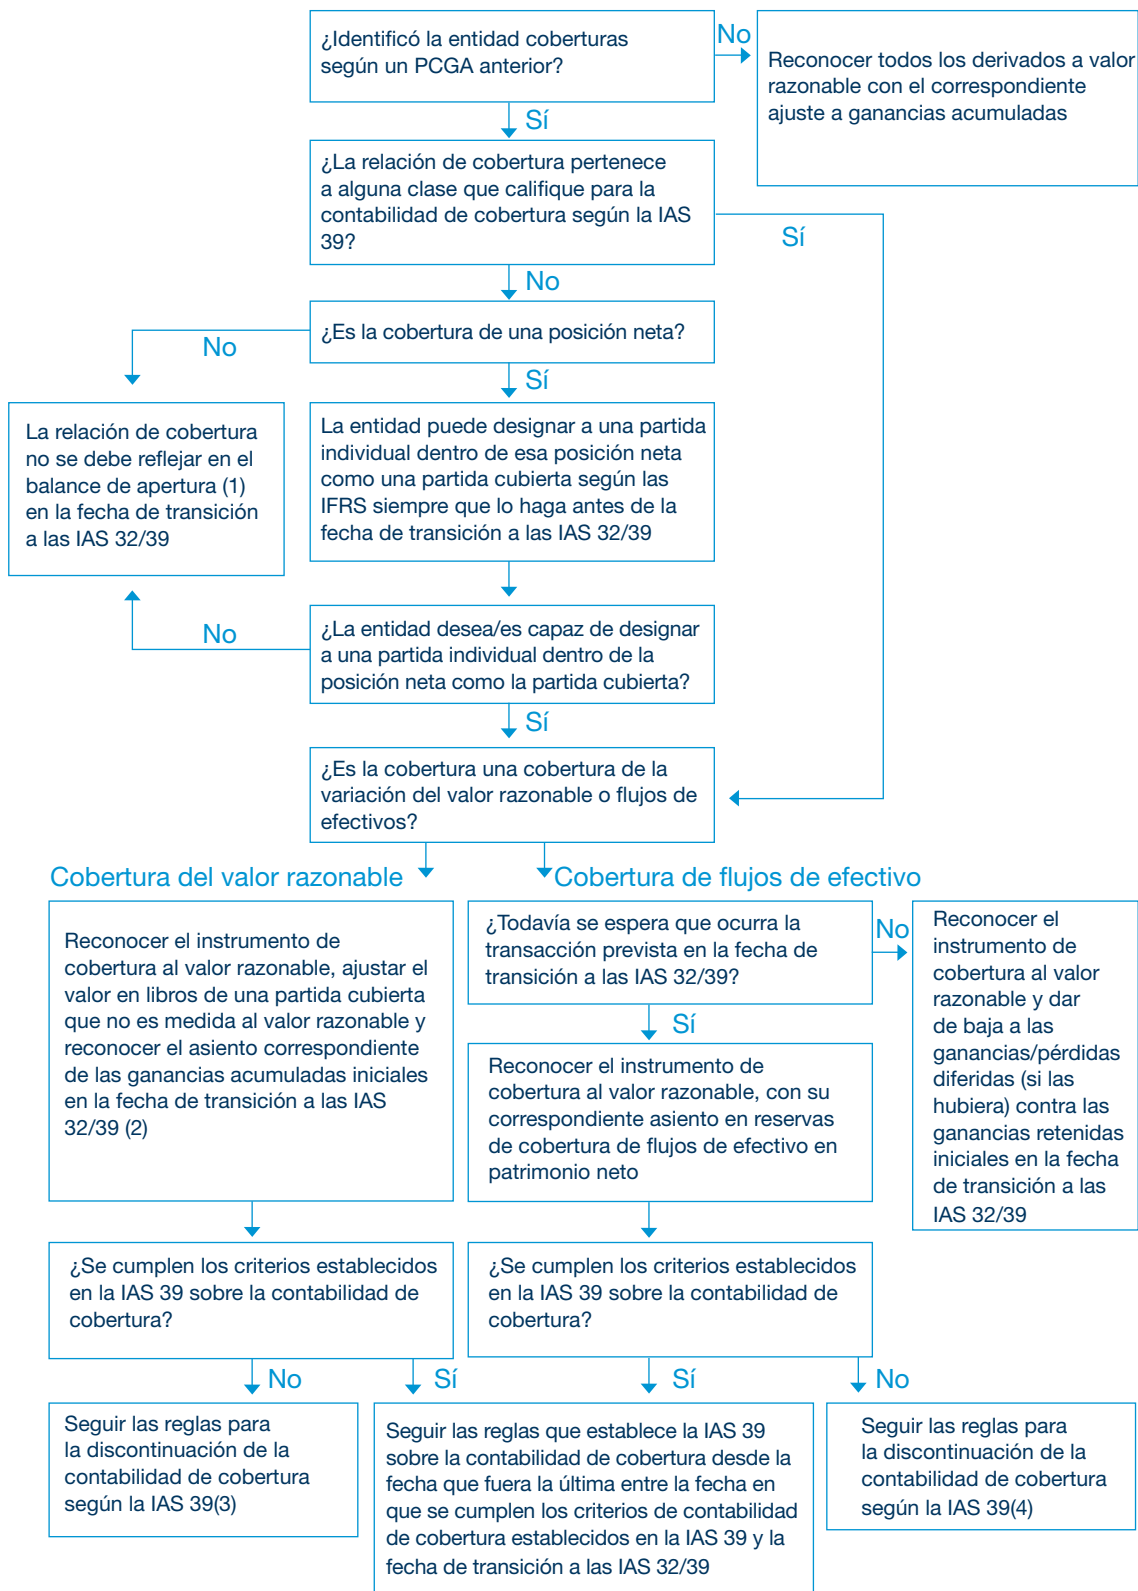 ¿Identificó la entidad coberturas
según un PCGA anterior?
No
Reconocer todos los derivados a valor
razonable con el correspondiente
ajuste a ganancias acumuladas
Sí
¿La relación de cobertura pertenece
a alguna clase que califique para la
contabilidad de cobertura según la IAS
39?
Sí
No
¿Es la cobertura de una posición neta?
No
Sí
La relación de cobertura
no se debe reflejar en el
balance de apertura (1)
en la fecha de transición
a las IAS 32/39
La entidad puede designar a una partida
individual dentro de esa posición neta
como una partida cubierta según las
IFRS siempre que lo haga antes de la
fecha de transición a las IAS 32/39
No
¿La entidad desea/es capaz de designar
a una partida individual dentro de la
posición neta como la partida cubierta?
Sí
¿Es la cobertura una cobertura de la
variación del valor razonable o flujos de
efectivos?
Cobertura del valor razonable
Cobertura de flujos de efectivo
Reconocer el instrumento de
cobertura al valor razonable, ajustar el
valor en libros de una partida cubierta
que no es medida al valor razonable y
reconocer el asiento correspondiente
de las ganancias acumuladas iniciales
en la fecha de transición a las IAS
32/39 (2)
¿Todavía se espera que ocurra la
transacción prevista en la fecha de
transición a las IAS 32/39?
No
Reconocer el
instrumento de
cobertura al valor
razonable y dar
de baja a las
ganancias/pérdidas
diferidas (si las
hubiera) contra las
ganancias retenidas
iniciales en la fecha
de transición a las
IAS 32/39
Sí
Reconocer el instrumento de
cobertura al valor razonable, con su
correspondiente asiento en reservas
de cobertura de flujos de efectivo en
patrimonio neto
¿Se cumplen los criterios establecidos
en la IAS 39 sobre la contabilidad de
cobertura?
¿Se cumplen los criterios establecidos
en la IAS 39 sobre la contabilidad de
cobertura?
No
Sí
Sí
No
Seguir las reglas para
la discontinuación de la
contabilidad de cobertura
según la IAS 39(3)
Seguir las reglas que establece la IAS 39
sobre la contabilidad de cobertura desde la
fecha que fuera la última entre la fecha en
que se cumplen los criterios de contabilidad
de cobertura establecidos en la IAS 39 y la
fecha de transición a las IAS 32/39
Seguir las reglas para
la discontinuación de la
contabilidad de cobertura
según la IAS 39(4)